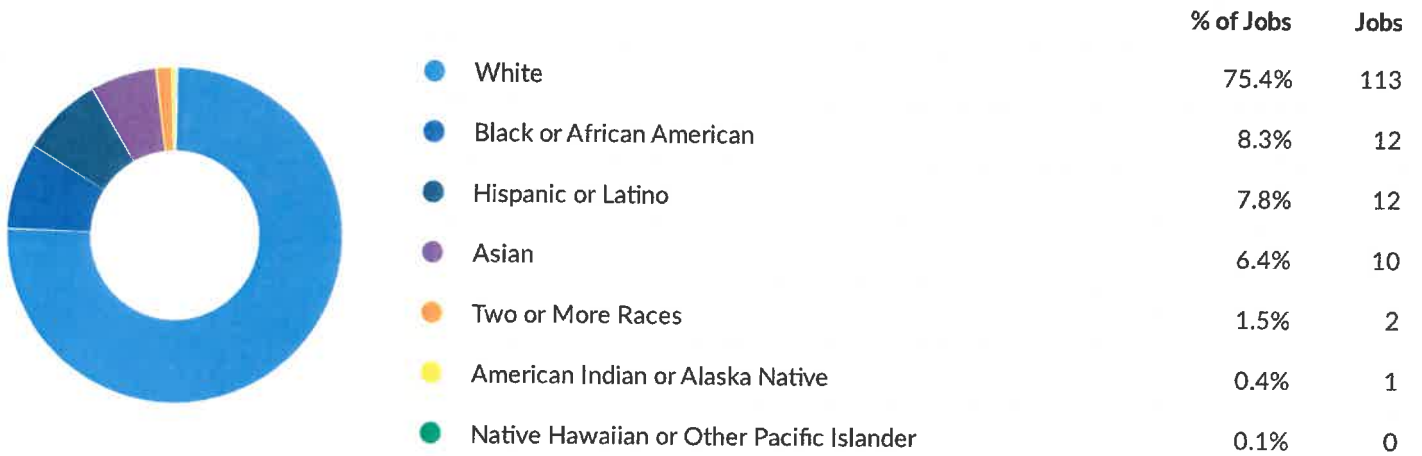 % of Jobs Jobs
White 75.4% 113
Black or African American 8.3% 12
Hispanic or Latino 7.8% 12
Asian 6.4% 10
Two or More Races 1.5% 2
American Indian or Alaska Native 0.4% 1
Native Hawaiian or Other Pacific Islander 0.1% 0